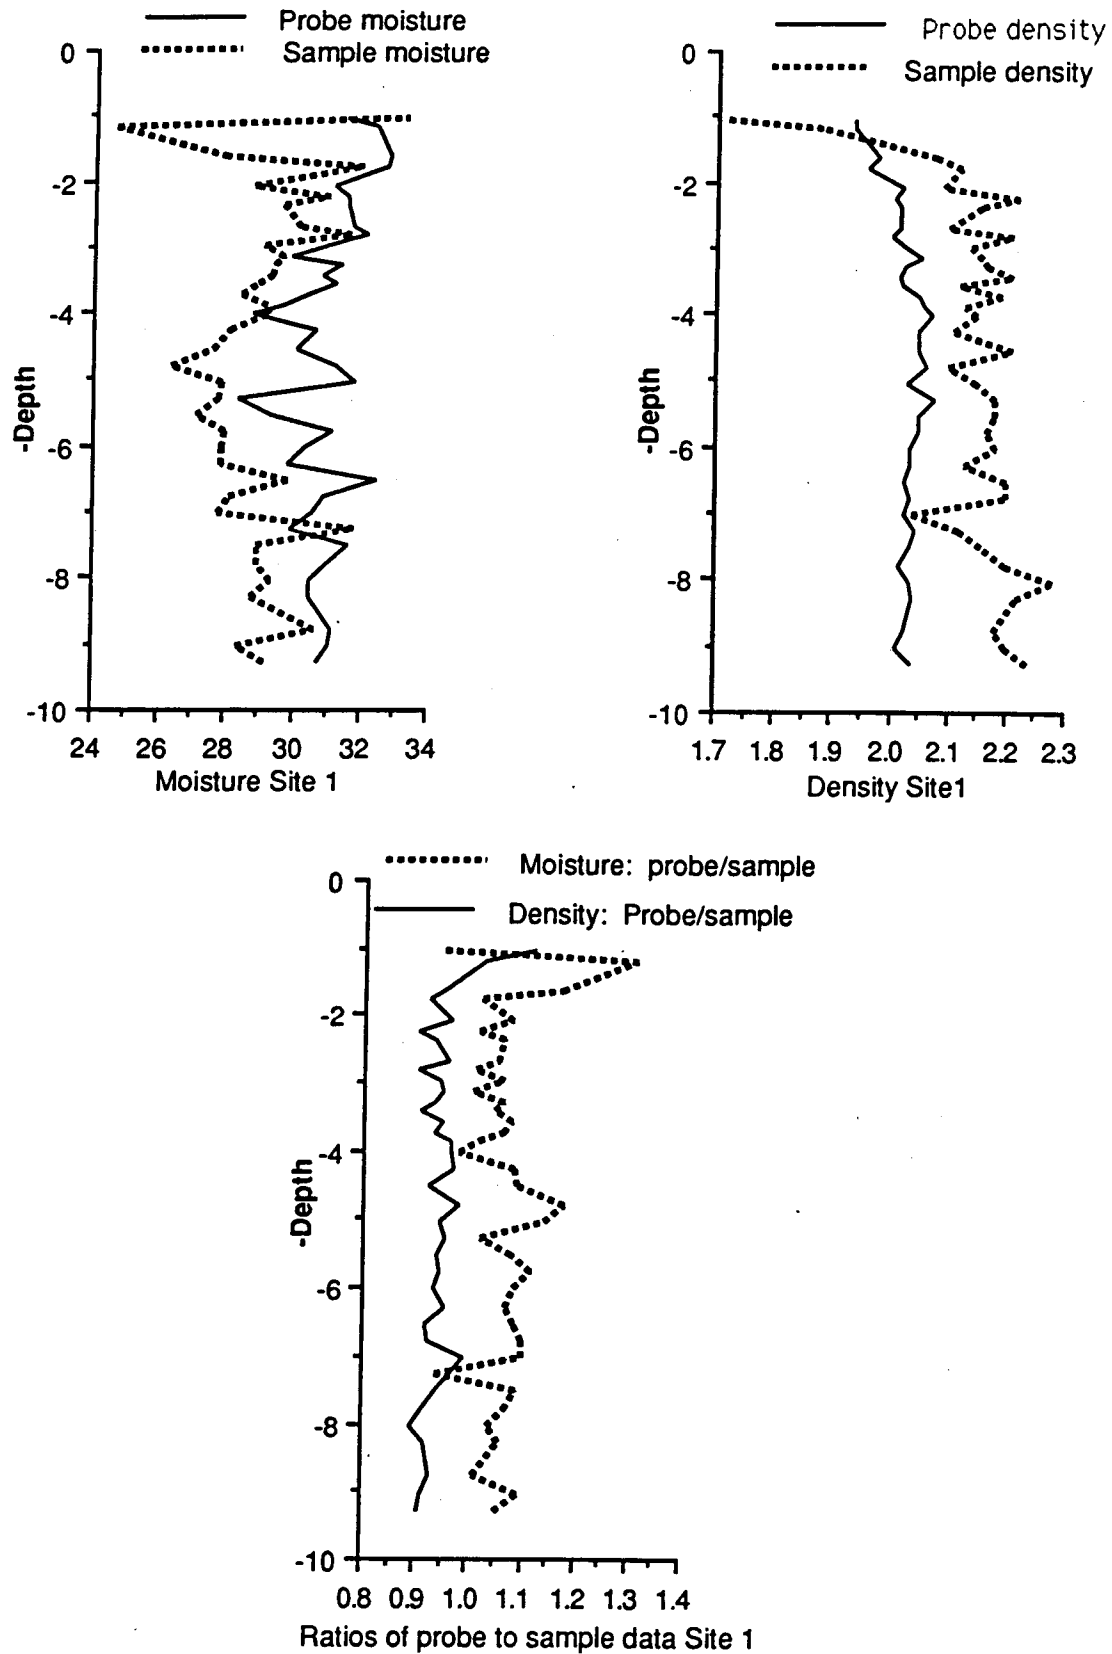 Probe moisture
Sample moisture
0
-2
-4
-6
-8
-10
-Depth
24 26 28 30 32 34
Moisture Site 1
Probe density
Sample density
0
-2
-4
-6
-8
-10
-Depth
1.7 1.8 1.9 2.0 2.1 2.2 2.3
Density Site1
Moisture: probe/sample
Density: Probe/sample
0
-2
-4
-6
-8
-10
-Depth
0.8 0.9 1.0 1.1 1.2 1.3 1.4
Ratios of probe to sample data Site 1